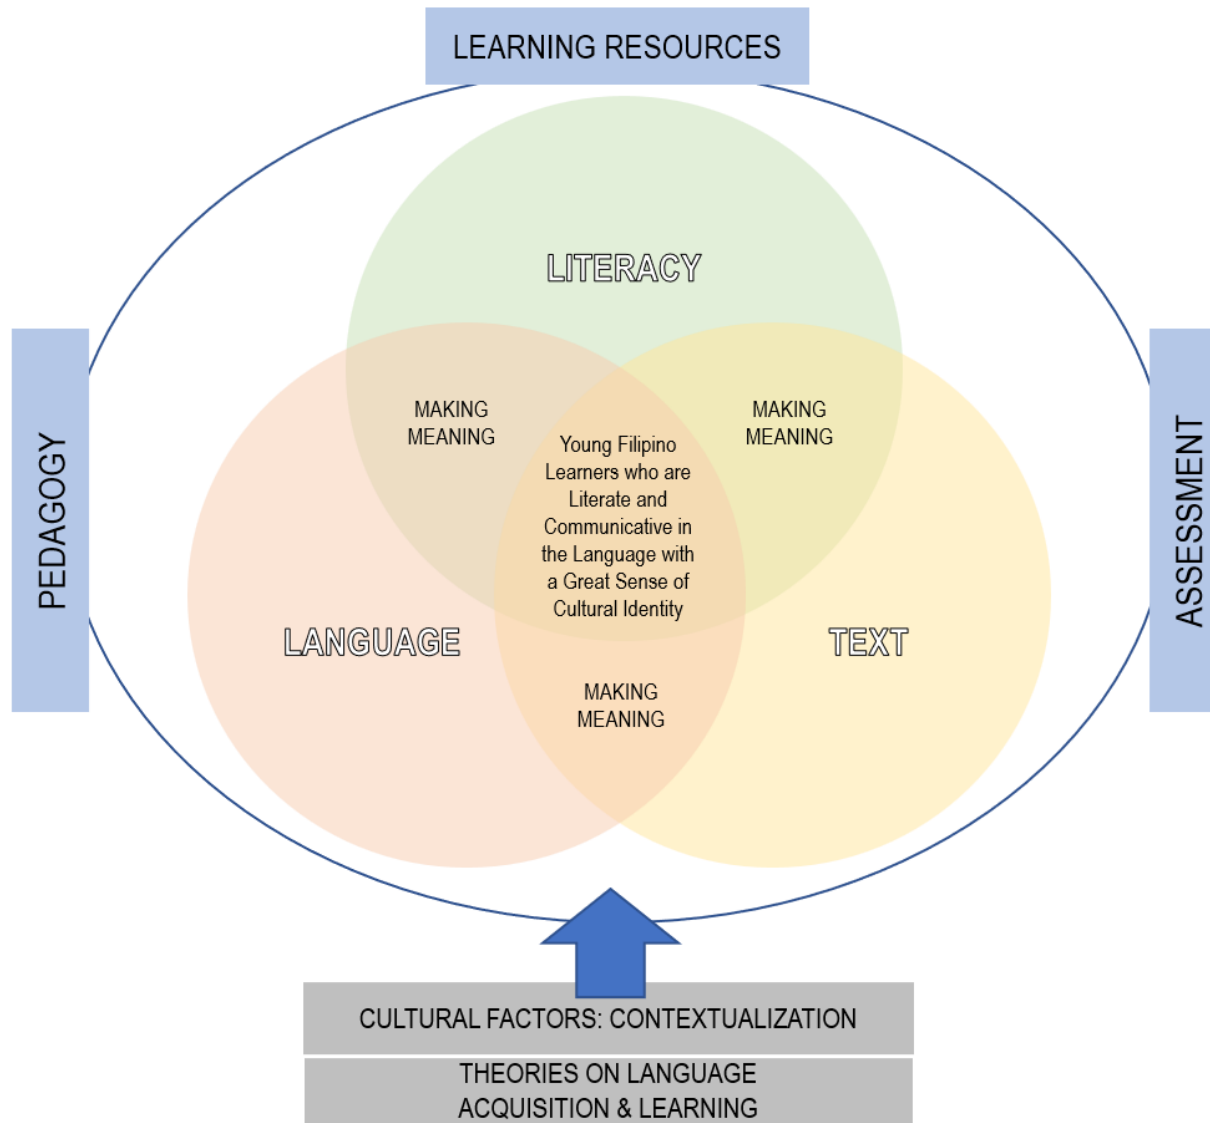 LEARNING RESOURCES
LITERACY
PEDAGOGY
MAKING
MEANING
MAKING
MEANING
Young Filipino
Learners who are
Literate and
Communicative in
the Language with
a Great Sense of
Cultural Identity
ASSESSMENT
LANGUAGE
TEXT
MAKING
MEANING
CULTURAL FACTORS: CONTEXTUALIZATION
THEORIES ON LANGUAGE
ACQUISITION & LEARNING